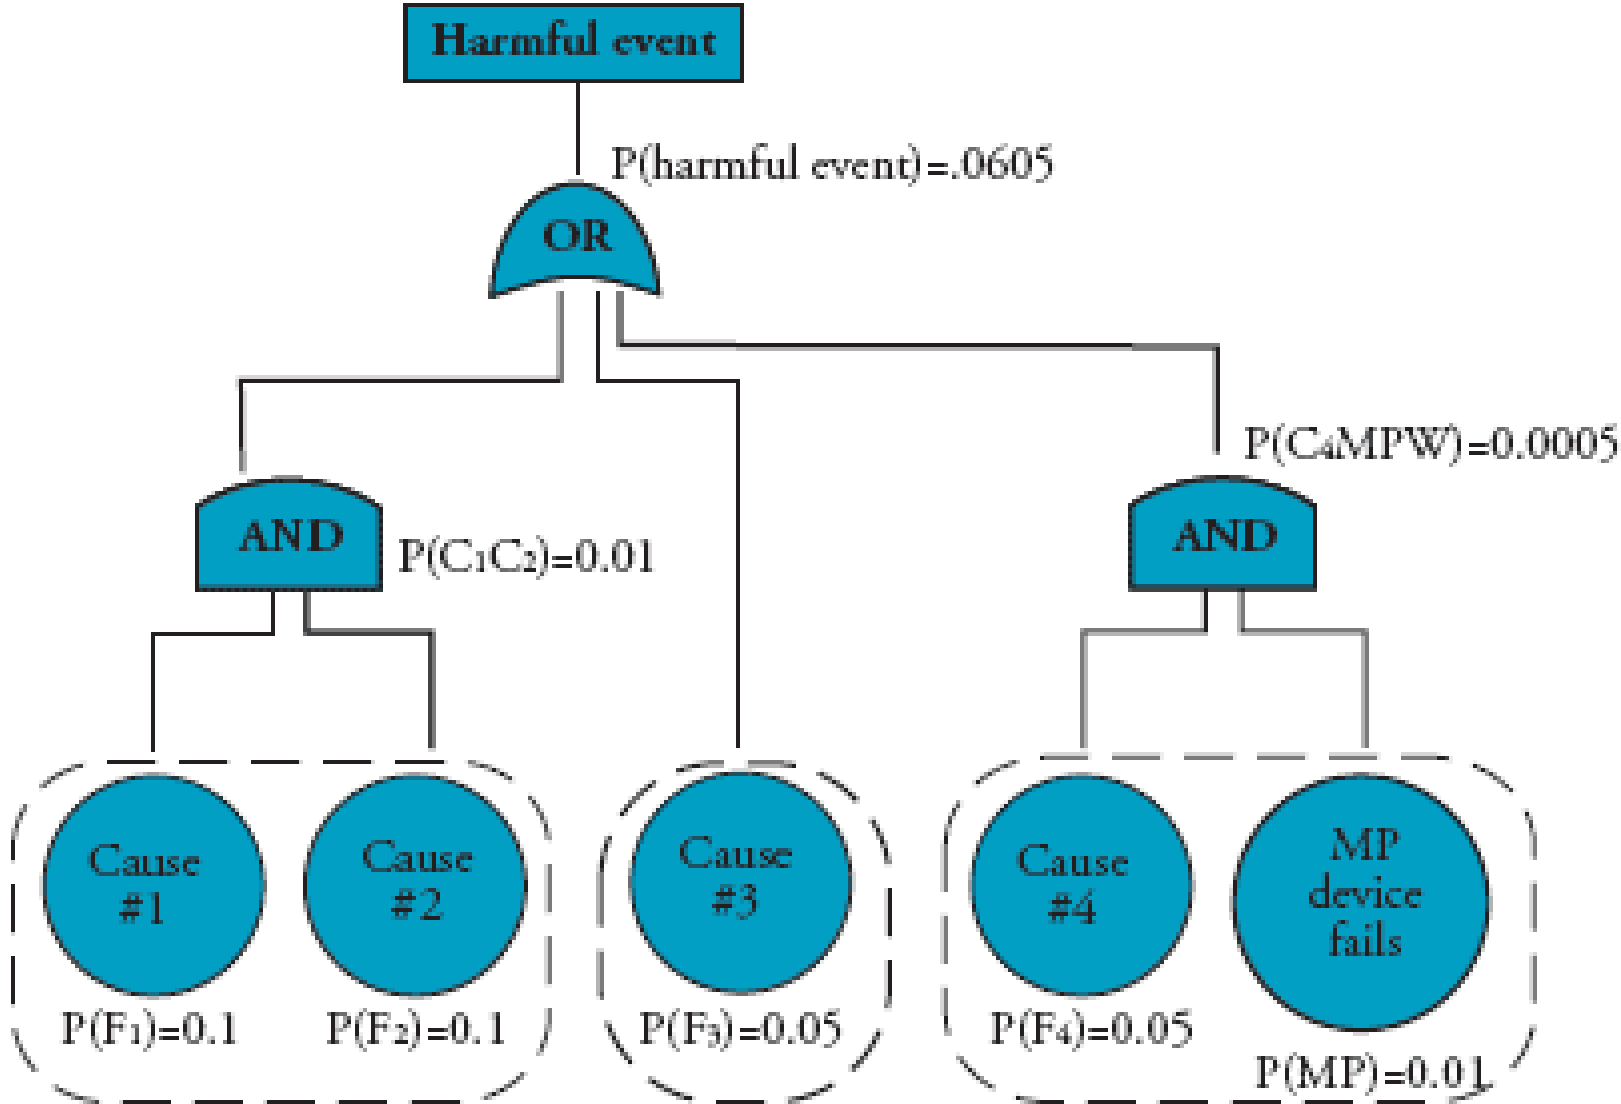 Harmful event
P(harmful event)=.0605
OR
P(C₄MPW)=0.0005
AND
P(C₁C₂)=0.01
AND
Cause
#1
Cause
#2
Cause
#3
Cause
#4
MP
device
fails
P(F₁)=0.1
P(F₂)=0.1
P(F₃)=0.05
P(F₄)=0.05
P(MP)=0.01